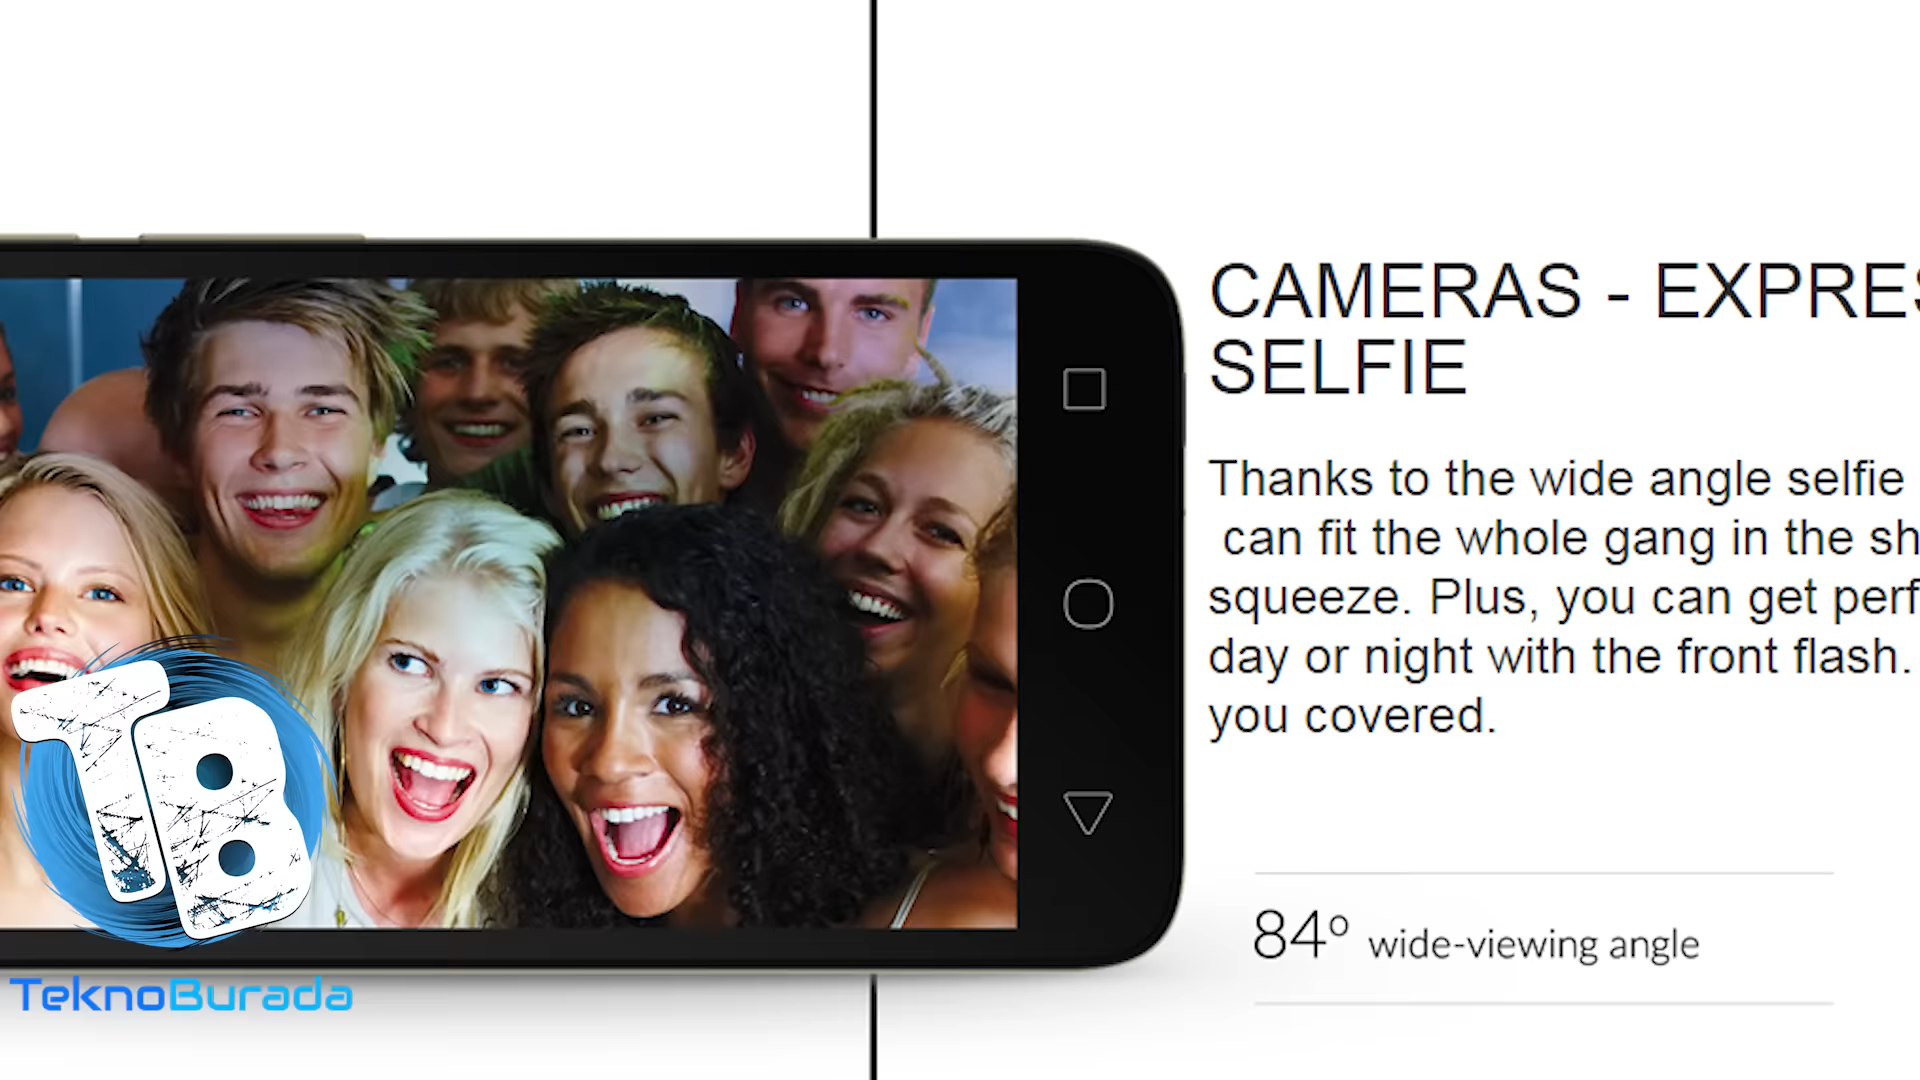 CAMERAS - EXPRES
SELFIE
Thanks to the wide angle selfie
can fit the whole gang in the sh
squeeze. Plus, you can get perf
day or night with the front flash.
you covered.
84º wide-viewing angle
TB
TeknoBurada